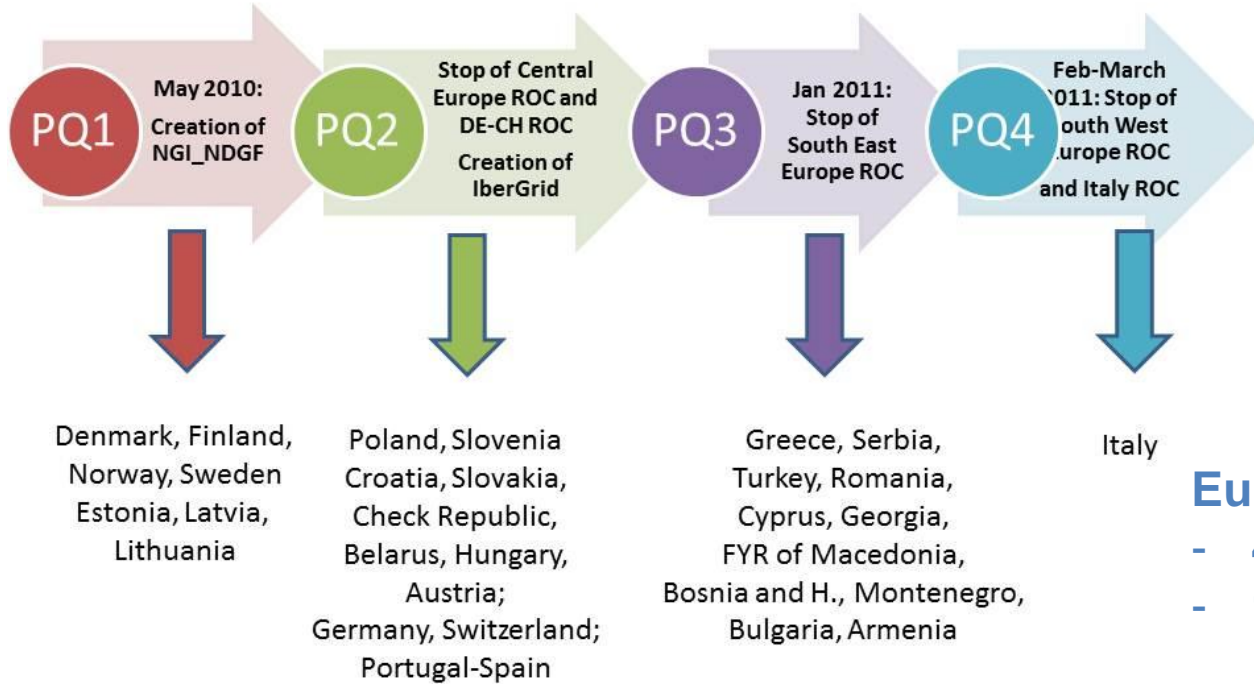 PQ1
May 2010:
Creation of
NGI_NDGF
PQ2
Stop of Central
Europe ROC and
DE-CH ROC
Creation of
IberGrid
PQ3
Jan 2011:
Stop of
South East
Europe ROC
PQ4
Feb-March
011: Stop of
outh West
urope ROC
and Italy ROC
Denmark, Finland,
Norway, Sweden
Estonia, Latvia,
Lithuania
Poland, Slovenia
Croatia, Slovakia,
Check Republic,
Belarus, Hungary,
Austria;
Germany, Switzerland;
Portugal-Spain
Greece, Serbia,
Turkey, Romania,
Cyprus, Georgia,
FYR of Macedonia,
Bosnia and H., Montenegro,
Bulgaria, Armenia
Italy
Eu
-
-